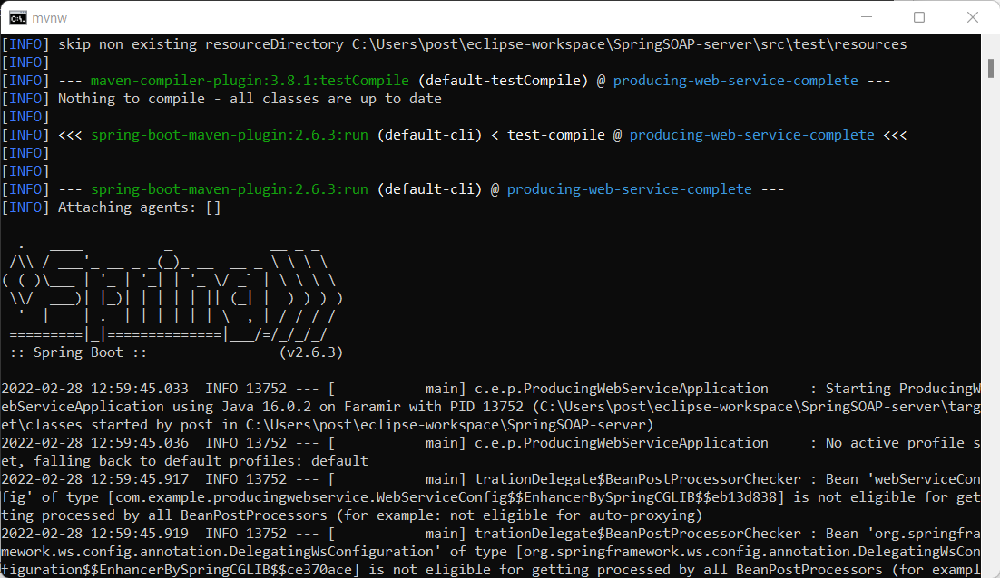 mvnw
[INFO] skip non existing resourceDirectory C:\Users\post\eclipse-workspace\SpringSOAP-server\src\test\resources
[INFO]
[INFO] --- maven-compiler-plugin:3.8.1:testCompile (default-testCompile) @ producing-web-service-complete ---
[INFO] Nothing to compile - all classes are up to date
[INFO]
[INFO] <<< spring-boot-maven-plugin:2.6.3:run (default-cli) < test-compile @ producing-web-service-complete <<<
[INFO]
[INFO]
[INFO] --- spring-boot-maven-plugin:2.6.3:run (default-cli) @ producing-web-service-complete ---
[INFO] Attaching agents: []
  .   ____          _            __ _ _
 /\\ / ___'_ __ _ _(_)_ __  __ _ \ \ \ \
( ( )\___ | '_ | '_| | '_ \/ _` | \ \ \ \
 \\/  ___)| |_)| | | | | || (_| |  ) ) ) )
  '  |____| .__|_| |_|_| |_\__, | / / / /
 =========|_|==============|___/=/_/_/_/
 :: Spring Boot ::                (v2.6.3)
2022-02-28 12:59:45.033  INFO 13752 --- [           main] c.e.p.ProducingWebServiceApplication     : Starting ProducingW
ebServiceApplication using Java 16.0.2 on Faramir with PID 13752 (C:\Users\post\eclipse-workspace\SpringSOAP-server\targ
et\classes started by post in C:\Users\post\eclipse-workspace\SpringSOAP-server)
2022-02-28 12:59:45.036  INFO 13752 --- [           main] c.e.p.ProducingWebServiceApplication     : No active profile s
et, falling back to default profiles: default
2022-02-28 12:59:45.917  INFO 13752 --- [           main] trationDelegate$BeanPostProcessorChecker : Bean 'webServiceCon
fig' of type [com.example.producingwebservice.WebServiceConfig$$EnhancerBySpringCGLIB$$eb13d838] is not eligible for get
ting processed by all BeanPostProcessors (for example: not eligible for auto-proxying)
2022-02-28 12:59:45.919  INFO 13752 --- [           main] trationDelegate$BeanPostProcessorChecker : Bean 'org.springfra
mework.ws.config.annotation.DelegatingWsConfiguration' of type [org.springframework.ws.config.annotation.DelegatingWsCon
figuration$$EnhancerBySpringCGLIB$$ce370ace] is not eligible for getting processed by all BeanPostProcessors (for exampl